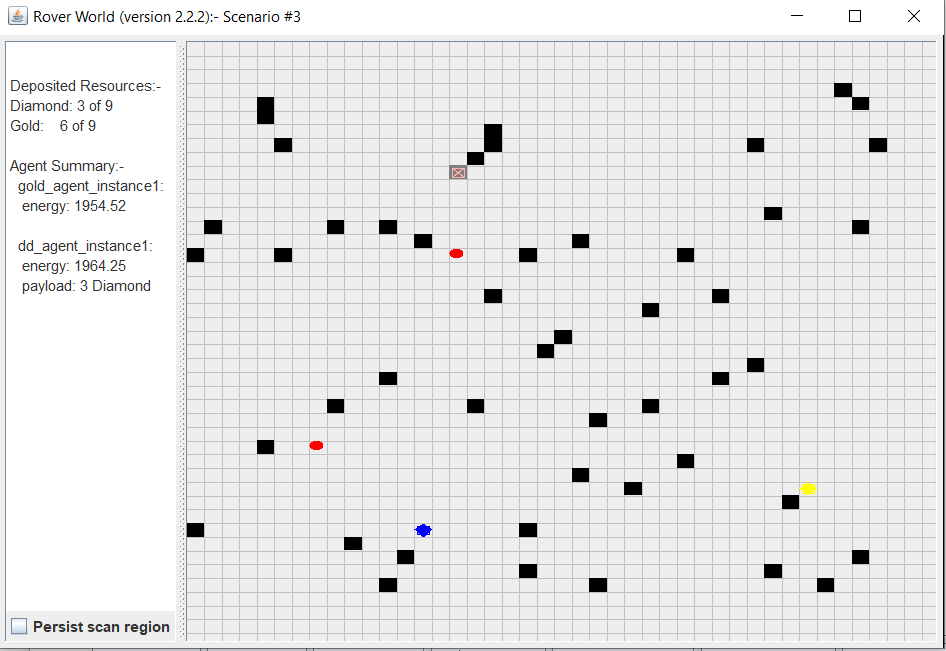 Rover World (version 2.2.2):- Scenario #3
Deposited Resources:-
Diamond: 3 of 9
Gold: 6 of 9
Agent Summary:-
gold_agent_instance1:
energy: 1954.52
dd_agent_instance1:
energy: 1964.25
payload: 3 Diamond
Persist scan region